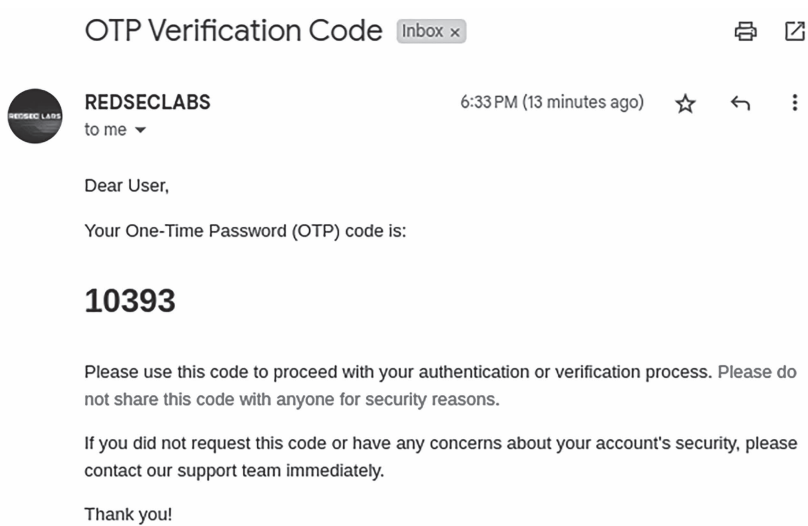 OTP Verification Code Inbox ×
REDSECLABS 6:33 PM (13 minutes ago)
REDSEC LABS
to me
Dear User,
Your One-Time Password (OTP) code is:
10393
Please use this code to proceed with your authentication or verification process. Please do
not share this code with anyone for security reasons.
If you did not request this code or have any concerns about your account's security, please
contact our support team immediately.
Thank you!